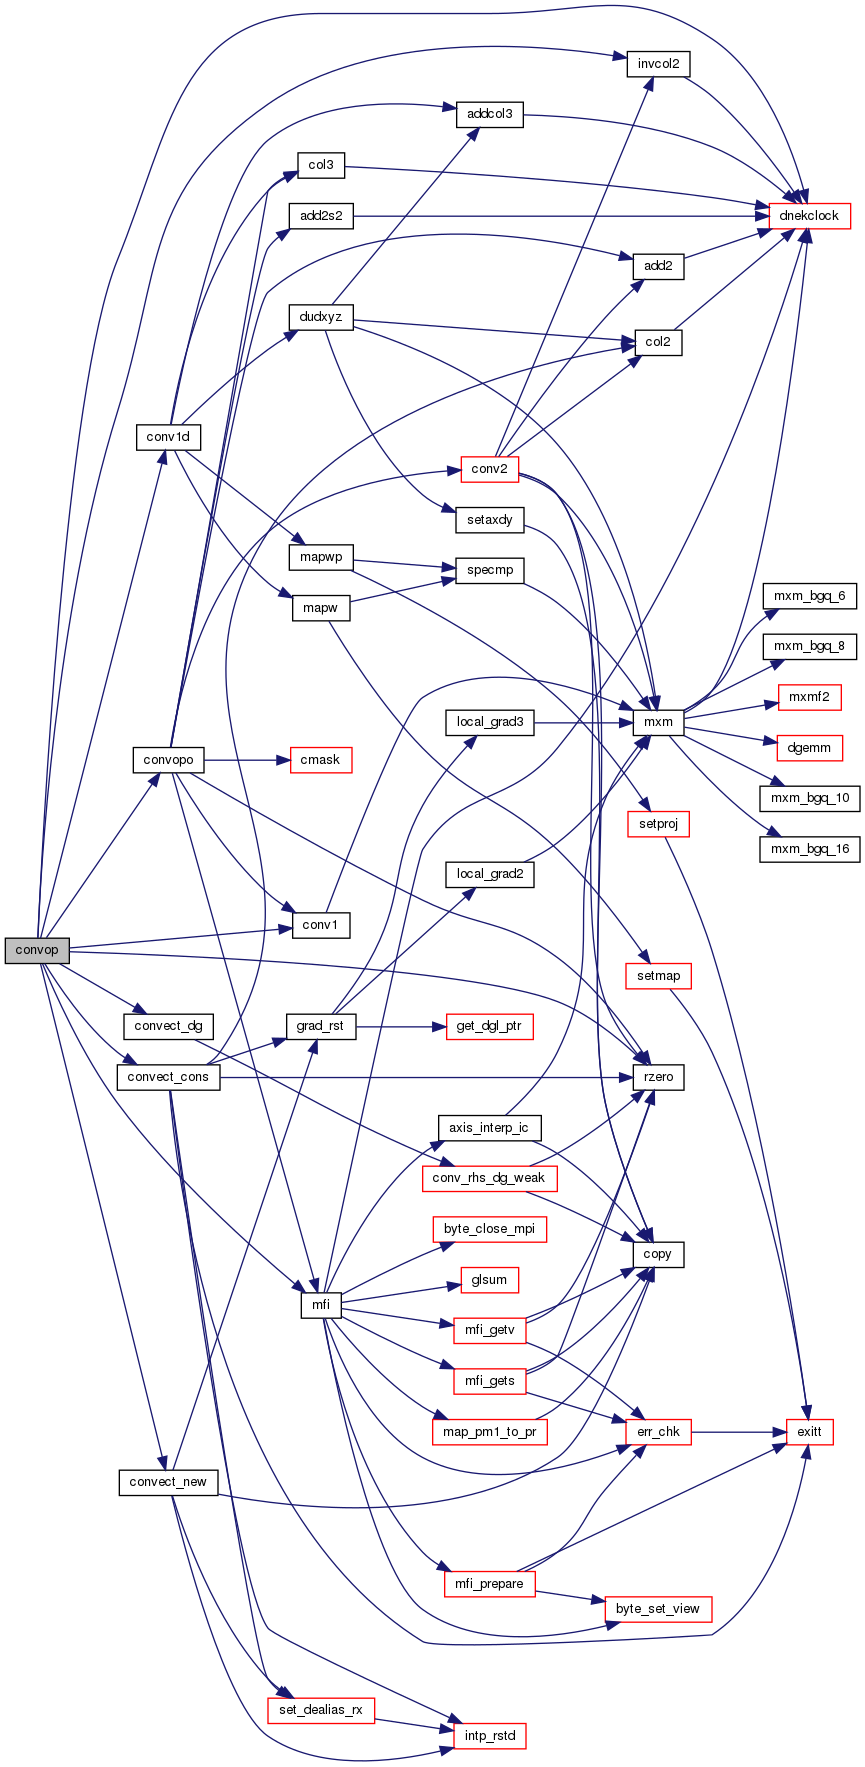 invcol2
addcol3
col3
add2s2
dnekclock
add2
dudxyz
col2
conv1d
conv2
setaxdy
mapwp
specmp
mxm_bgq_6
mapw
mxm_bgq_8
mxmf2
local_grad3
mxm
dgemm
convopo
cmask
mxm_bgq_10
setproj
mxm_bgq_16
local_grad2
conv1
convop
setmap
convect_dg
grad_rst
get_dgl_ptr
convect_cons
rzero
axis_interp_ic
conv_rhs_dg_weak
byte_close_mpi
copy
glsum
mfi
mfi_getv
mfi_gets
map_pm1_to_pr
err_chk
exitt
convect_new
mfi_prepare
byte_set_view
set_dealias_rx
intp_rstd